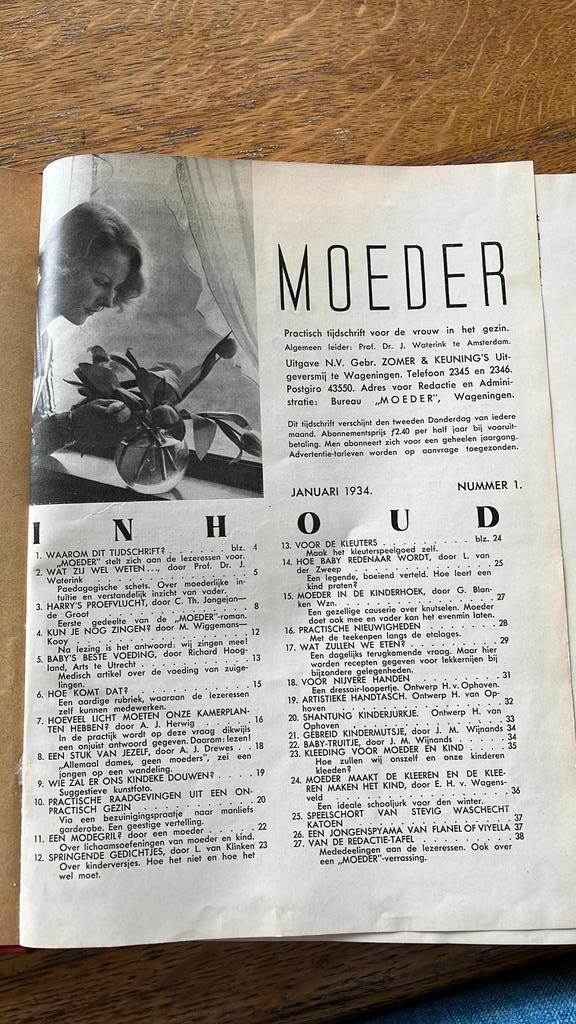 MOEDER
Practisch tijdschrift voor de vrouw in het gezin.
Algemeen leider: Prof. Dr. J. Waterink te Amsterdam.
Uitgave N.V. Gebr. ZOMER & KEUNING'S Uit-
geversmij te Wageningen. Telefoon 2345 en 2346.
Postgiro 43550. Adres voor Redactie en Admini-
stratie: Bureau „MOEDER", Wageningen.
Dit tijdschrift verschijnt den tweeden Donderdag van iedere
maand. Abonnementsprijs ƒ2.40 per half jaar bij vooruit-
betaling. Men abonneert zich voor een geheelen jaargang.
Advertentie-tarieven worden op aanvrage toegezonden.
JANUARI 1934. NUMMER 1.
INHOUD
1. WAAROM DIT TIJDSCHRIFT? . . . . . . . . blz. 4
„MOEDER" stelt zich aan de lezeressen voor.
2. WAT ZIJ WEL WETEN..., door Prof. Dr. J.
Waterink . . . . . . . . . . . . . . . 5
Paedagogische schets. Over moederlijke in-
tuïtie en verstandelijk inzicht van vader.
3. HARRY'S PROEFVLUCHT, door C. Th. Jongejan—
de Groot . . . . . . . . . . . . . . . 8
Eerste gedeelte van de „MOEDER"-roman.
4. KUN JE NOG ZINGEN? door M. Wiggemans—
Kooy . . . . . . . . . . . . . . . 12
Na lezing is het antwoord: wij zingen mee!
5. BABY'S BESTE VOEDING, door Richard Hoog-
land, Arts te Utrecht . . . . . . . . . 13
Medisch artikel over de voeding van zuige-
lingen.
6. HOE KOMT DAT? . . . . . . . . . . . 15
Een aardige rubriek, waaraan de lezeressen
zelf kunnen medewerken.
7. HOEVEEL LICHT MOETEN ONZE KAMERPLAN-
TEN HEBBEN? door A. J. Herwig . . . . . 16
In de practijk wordt op deze vraag dikwijls
een onjuist antwoord gegeven. Daarom: lezen!
8. EEN STUK VAN JEZELF, door A. J. Drewes . . 18
„Allemaal dames, geen moeders", zei een
jongen op een wandeling.
9. WIE ZAL ER ONS KINDEKE DOUWEN? . . . . 19
Suggestieve kunstfoto.
10. PRACTISCHE RAADGEVINGEN UIT EEN ON-
PRACTISCH GEZIN . . . . . . . . . . . 20
Via een bezuinigingspraatje naar manliefs
garderobe. Een geestige vertelling.
11. EEN MODEGRIL? door een moeder . . . . . 22
Over lichaamsoefeningen van moeder en kind.
12. SPRINGENDE GEDICHTJES, door L. van Klinken 23
Over kinderversjes. Hoe het niet en hoe het
wel moet.
13. VOOR DE KLEUTERS . . . . . . . . . blz. 24
Maak het kleuterspeelgoed zelf.
14. HOE BABY REDENAAR WORDT, door L. van
der Zweep . . . . . . . . . . . . . . . 25
Een legende, boeiend verteld. Hoe leert een
kind praten?
15. MOEDER IN DE KINDERHOEK, door G. Blan-
ken Wzn. . . . . . . . . . . . . . . . 27
Een gezellige causerie over knutselen. Moeder
doet ook mee en vader kan het evenmin laten.
16. PRACTISCHE NIEUWIGHEDEN . . . . . . . 28
Met de teekenpen langs de etalages.
17. WAT ZULLEN WE ETEN? . . . . . . . . . 29
Een dagelijks terugkomende vraag. Maar hier
worden recepten gegeven voor lekkernijen bij
bijzondere gelegenheden.
18. VOOR NIJVERE HANDEN . . . . . . . . . 31
Een dressoir-loopertje. Ontwerp H. v. Ophoven.
19. ARTISTIEKE HANDTASCH. Ontwerp H. van Op-
hoven . . . . . . . . . . . . . . . . 32
20. SHANTUNG KINDERJURKJE. Ontwerp H. van
Ophoven . . . . . . . . . . . . . . . 33
21. GEBREID KINDERMUTSJE, door J. M. Wijnands 34
22. BABY-TRUITJE, door J. M. Wijnands . . . . 34
23. KLEEDING VOOR MOEDER EN KIND . . . . 35
Hoe zullen wij onszelf en onze kinderen
kleeden?
24. MOEDER MAAKT DE KLEEREN EN DE KLEE-
REN MAKEN HET KIND, door E. H. v. Wagens-
veld . . . . . . . . . . . . . . . . . 36
Een ideale schooljurk voor den winter.
25. SPEELSCHORT VAN STEVIG WASCHECHT
KATOEN . . . . . . . . . . . . . . . . 37
26. EEN JONGENSPYAMA VAN FLANEL OF VIYELLA 37
27. VAN DE REDACTIE-TAFEL . . . . . . . . 38
Mededeelingen aan de lezeressen. Ook over
een „MOEDER"-verrassing.